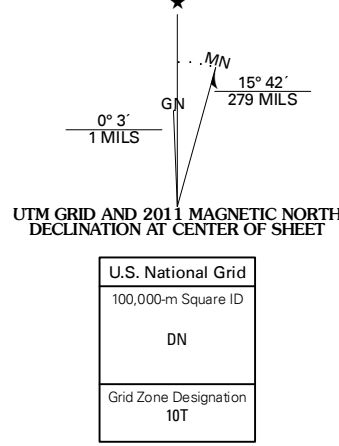 ★
MN
GN
15° 42´
279 MILS
0° 3´
1 MILS
UTM GRID AND 2011 MAGNETIC NORTH
DECLINATION AT CENTER OF SHEET
U.S. National Grid
100,000-m Square ID
DN
Grid Zone Designation
10T